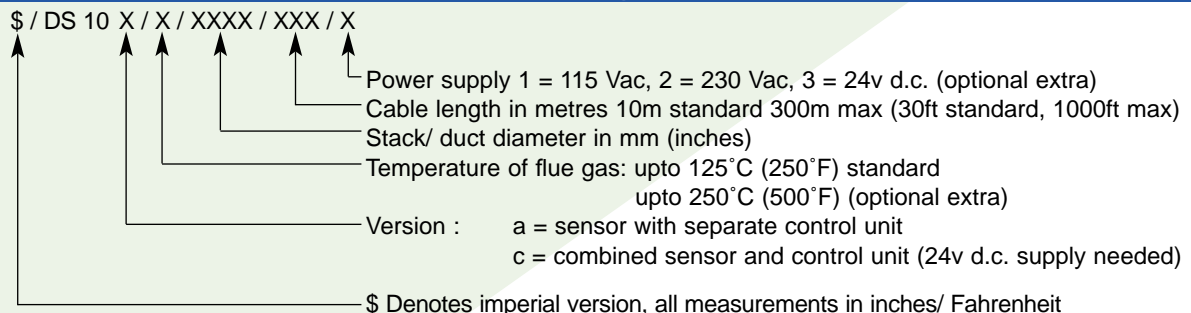 $ / DS 10 X / X / XXXX / XXX / X
Power supply 1 = 115 Vac, 2 = 230 Vac, 3 = 24v d.c. (optional extra)
Cable length in metres 10m standard 300m max (30ft standard, 1000ft max)
Stack/ duct diameter in mm (inches)
Temperature of flue gas: upto 125˚C (250˚F) standard
upto 250˚C (500˚F) (optional extra)
Version : a = sensor with separate control unit
c = combined sensor and control unit (24v d.c. supply needed)
$ Denotes imperial version, all measurements in inches/ Fahrenheit